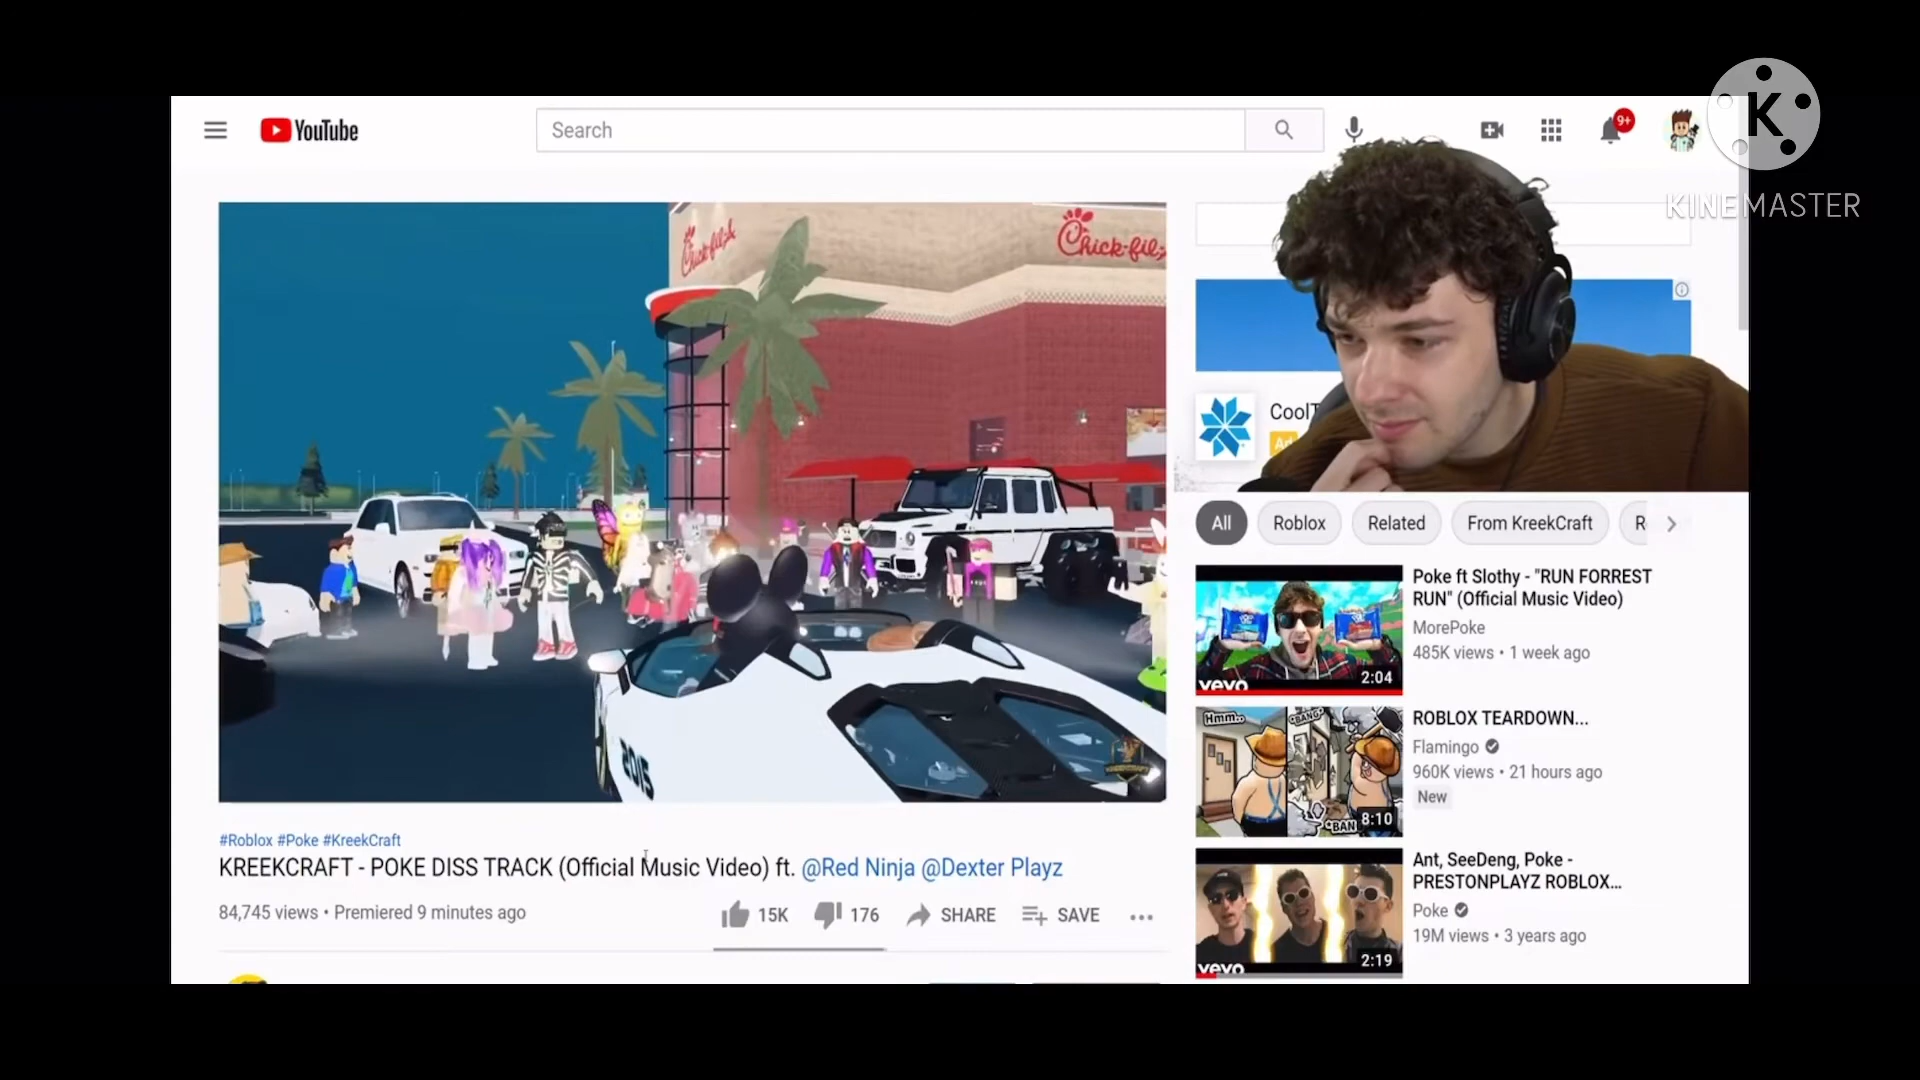 YouTube
Search
9+
K
KINEMASTER
Chick-fil-
Chick-fil-
2015
CoolT
Ad
All
Roblox
Related
From KreekCraft
R
Poke ft Slothy - "RUN FORREST
RUN" (Official Music Video)
MorePoke
485K views • 1 week ago
vevo
2:04
Hmm..
*BANG*
*BAN
8:10
ROBLOX TEARDOWN...
Flamingo
960K views • 21 hours ago
New
Ant, SeeDeng, Poke -
PRESTONPLAYZ ROBLOX...
Poke
19M views • 3 years ago
vevo
2:19
#Roblox #Poke #KreekCraft
KREEKCRAFT - POKE DISS TRACK (Official Music Video) ft. @Red Ninja @Dexter Playz
84,745 views • Premiered 9 minutes ago
15K
176
SHARE
SAVE